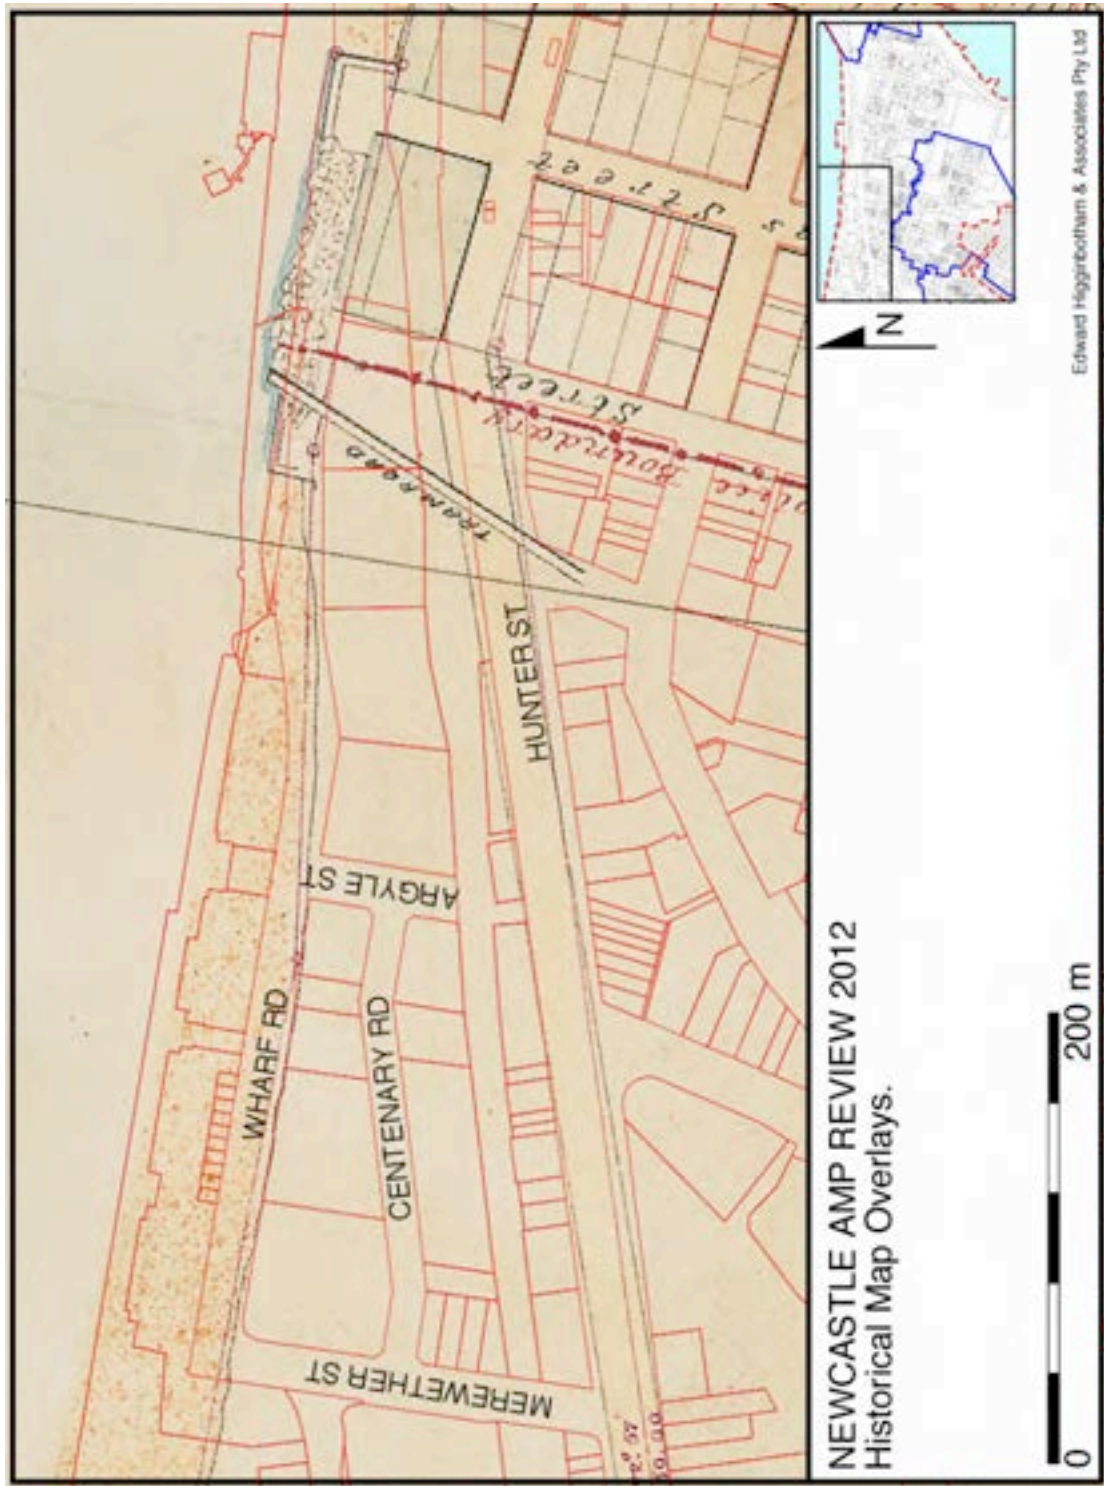 WHARF RD
CENTENARY RD
ARGYLE ST
MEREWETHER ST
HUNTER ST
TRAMROAD
Street
Boundary
Street
NEWCASTLE AMP REVIEW 2012
Historical Map Overlays.
0
200 m
N
Edward Higginbotham & Associates Pty Ltd